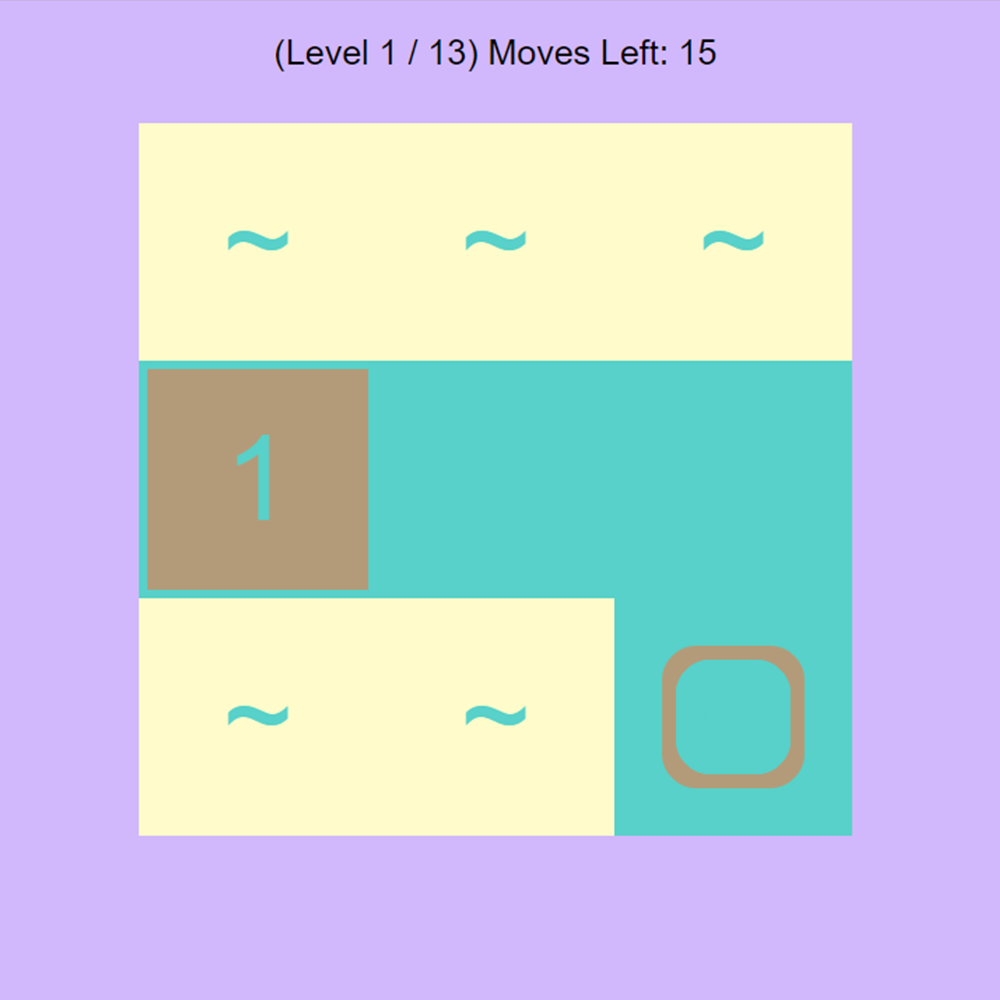 (Level 1 / 13) Moves Left: 15
~ ~ ~
1
~ ~